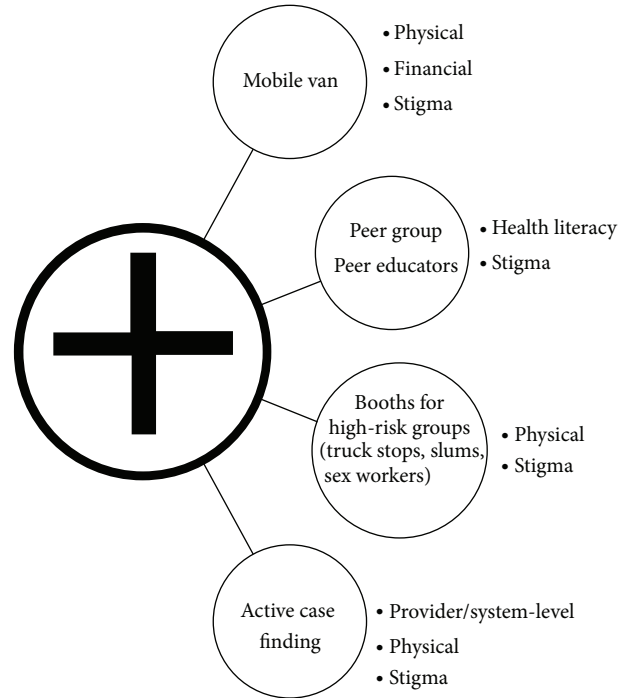 Mobile van
• Physical
• Financial
• Stigma
Peer group
Peer educators
• Health literacy
• Stigma
Booths for
high-risk groups
(truck stops, slums,
sex workers)
• Physical
• Stigma
Active case
finding
• Provider/system-level
• Physical
• Stigma